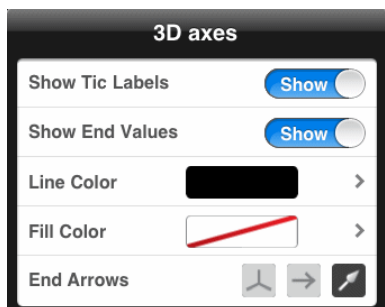 3D axes
Show Tic Labels Show
Show End Values Show
Line Color
Fill Color
End Arrows